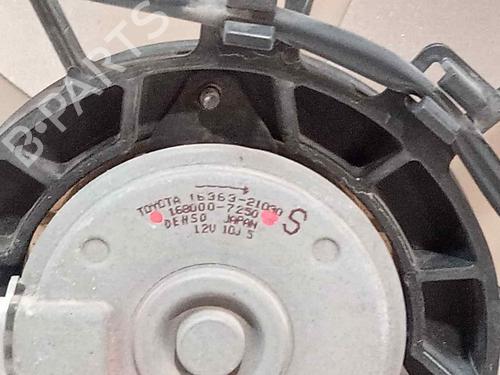 B-PARTS
TOYOTA 16363-21030
168000-7250
DENSO JAPAN
12V 10J 5
S